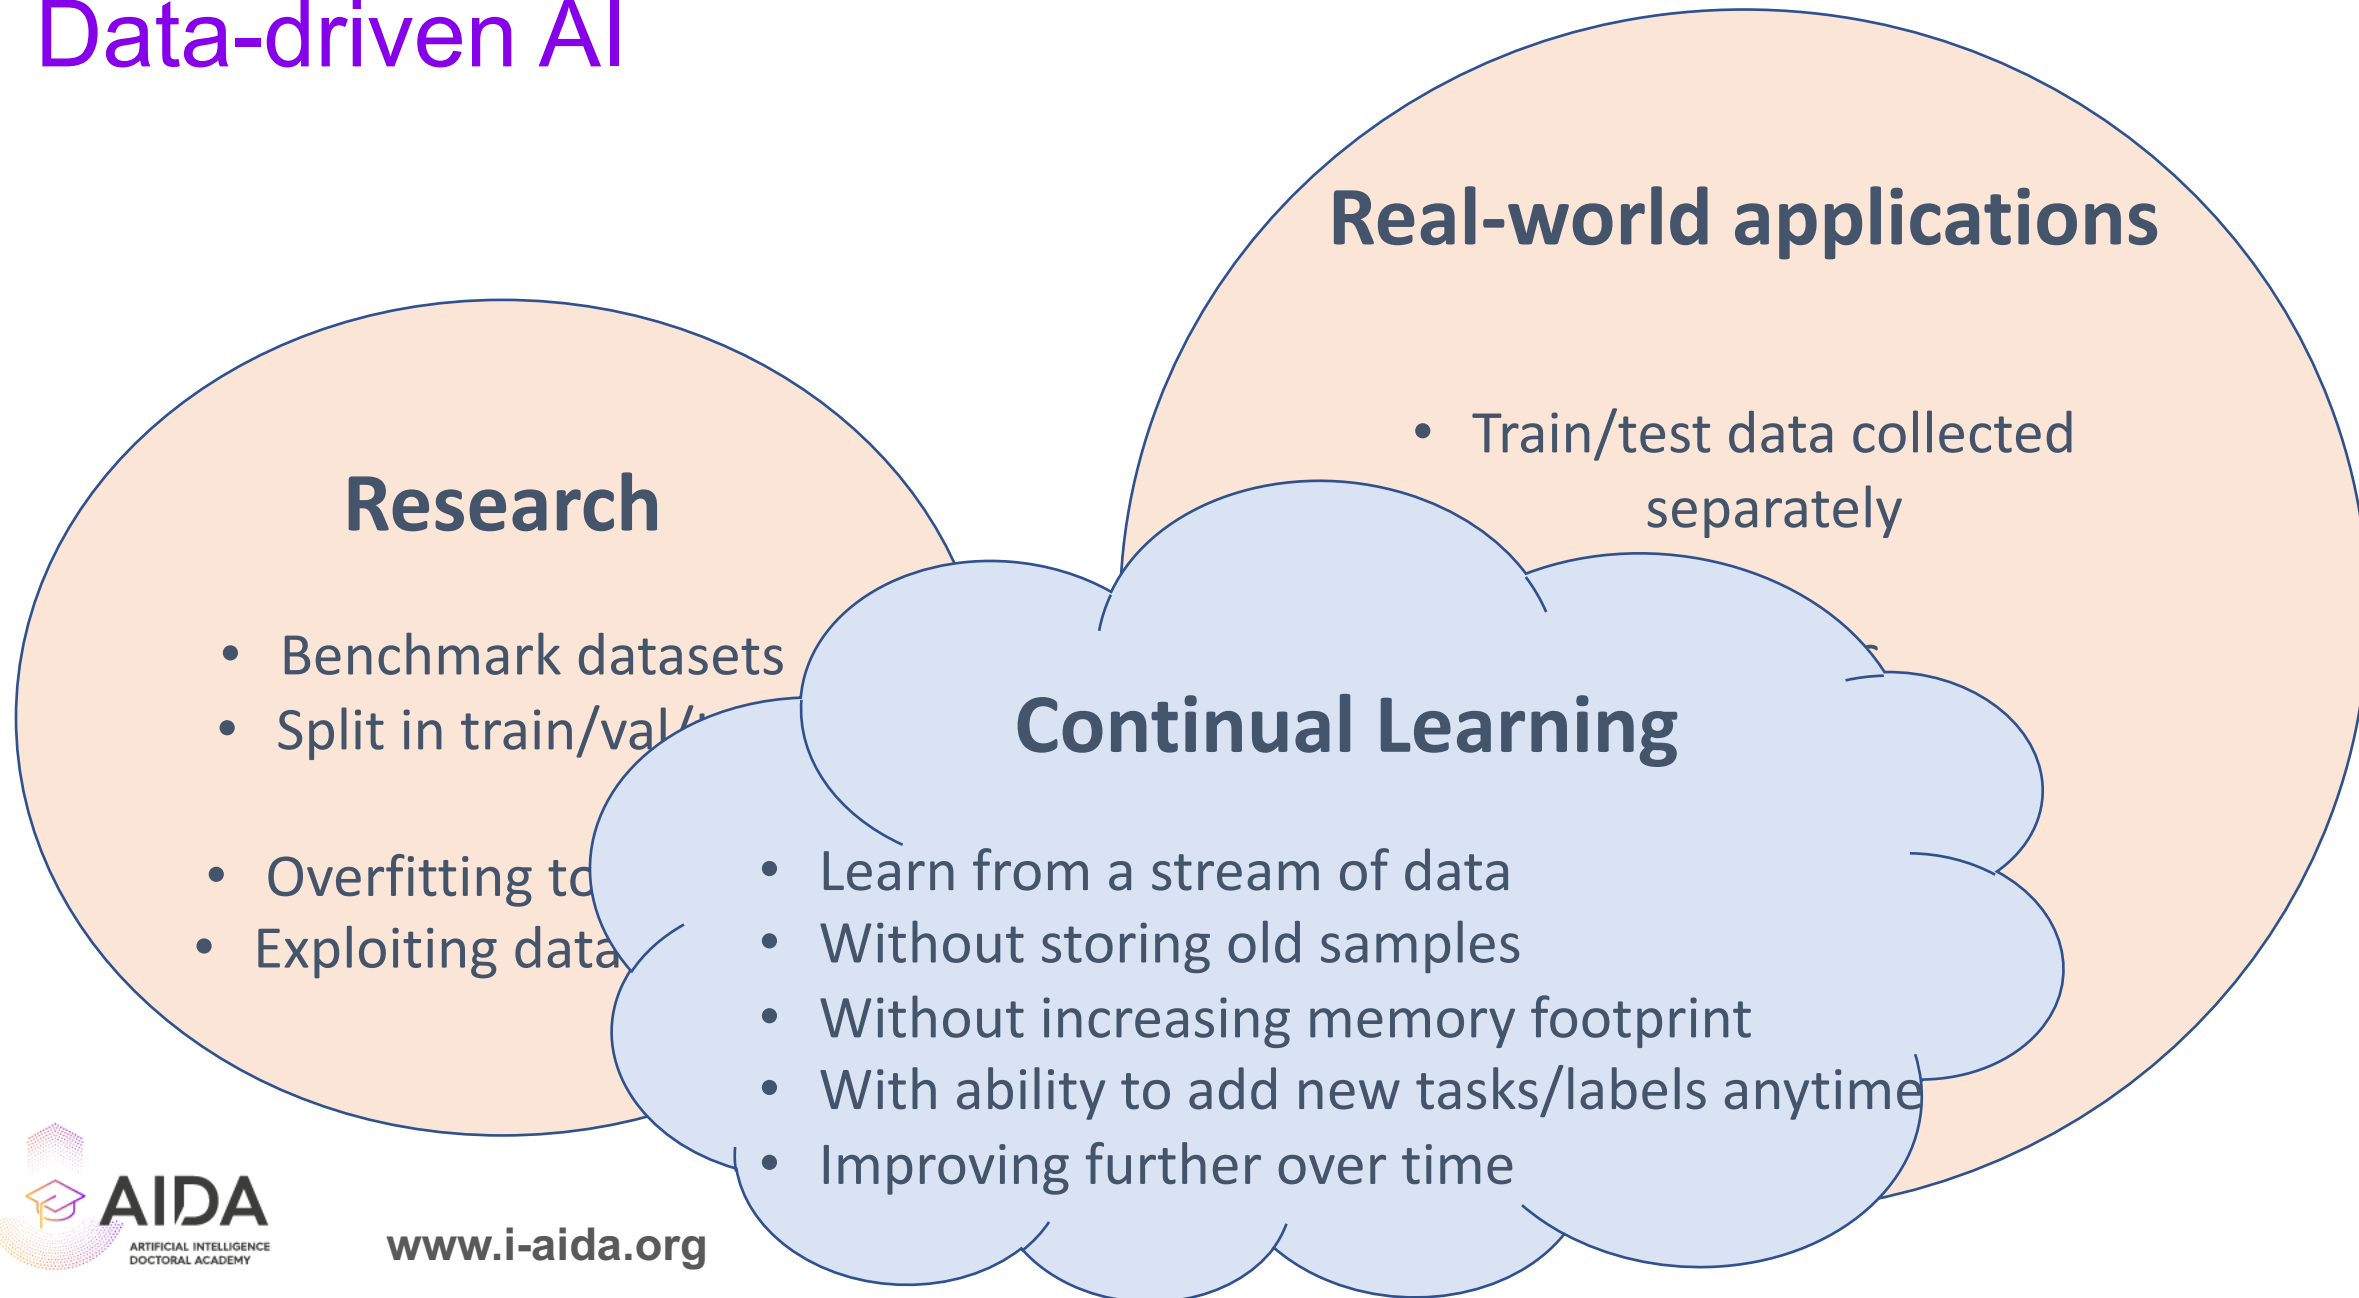 Data-driven AI
Real-world applications
• Train/test data collected
separately
Research
• Benchmark datasets
• Split in train/val/
• Overfitting to
• Exploiting data
Continual Learning
• Learn from a stream of data
• Without storing old samples
• Without increasing memory footprint
• With ability to add new tasks/labels anytime
• Improving further over time
AIDA
ARTIFICIAL INTELLIGENCE
DOCTORAL ACADEMY
www.i-aida.org